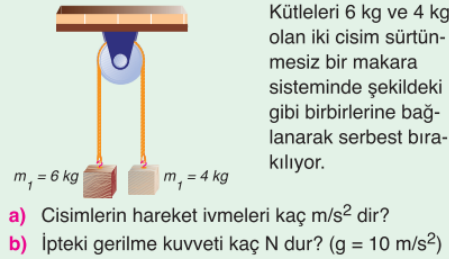 Kütleleri 6 kg ve 4 kg
olan iki cisim sürtün-
mesiz bir makara
sisteminde şekildeki
gibi birbirlerine bağ-
lanarak serbest bıra-
kılıyor.
m₁ = 6 kg
m₁ = 4 kg
a) Cisimlerin hareket ivmeleri kaç m/s² dir?
b) İpteki gerilme kuvveti kaç N dur? (g = 10 m/s²)